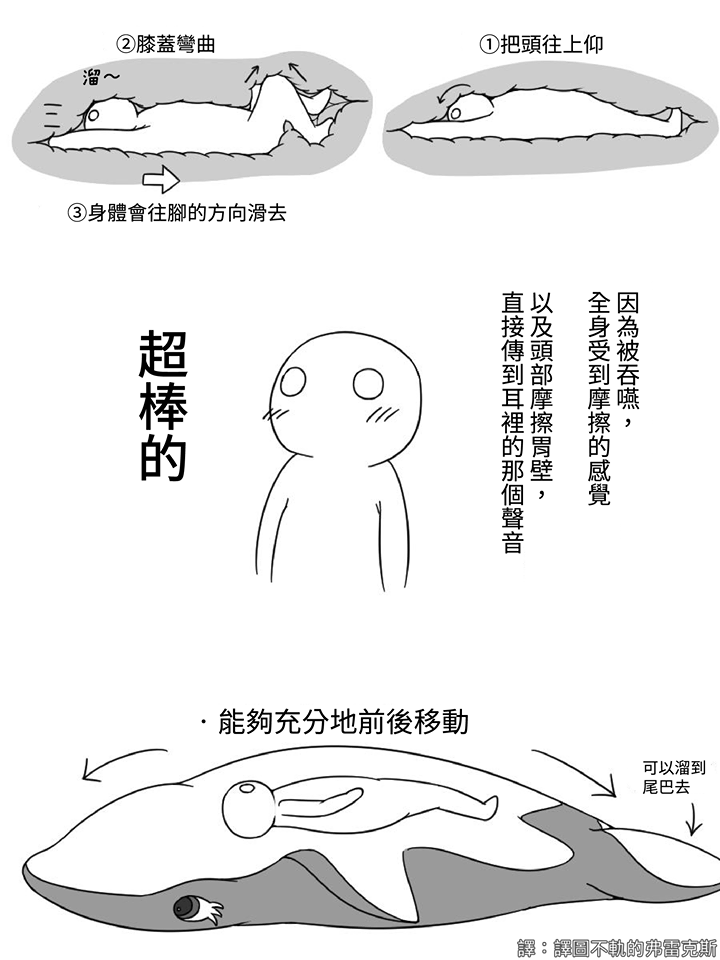 ①把頭往上仰
②膝蓋彎曲
溜～
③身體會往腳的方向滑去
因為被吞嚥，
全身受到摩擦的感覺
以及頭部摩擦胃壁，
直接傳到耳裡的那個聲音
超棒的
．能夠充分地前後移動
可以溜到
尾巴去
譯：譯圖不軌的弗雷克斯